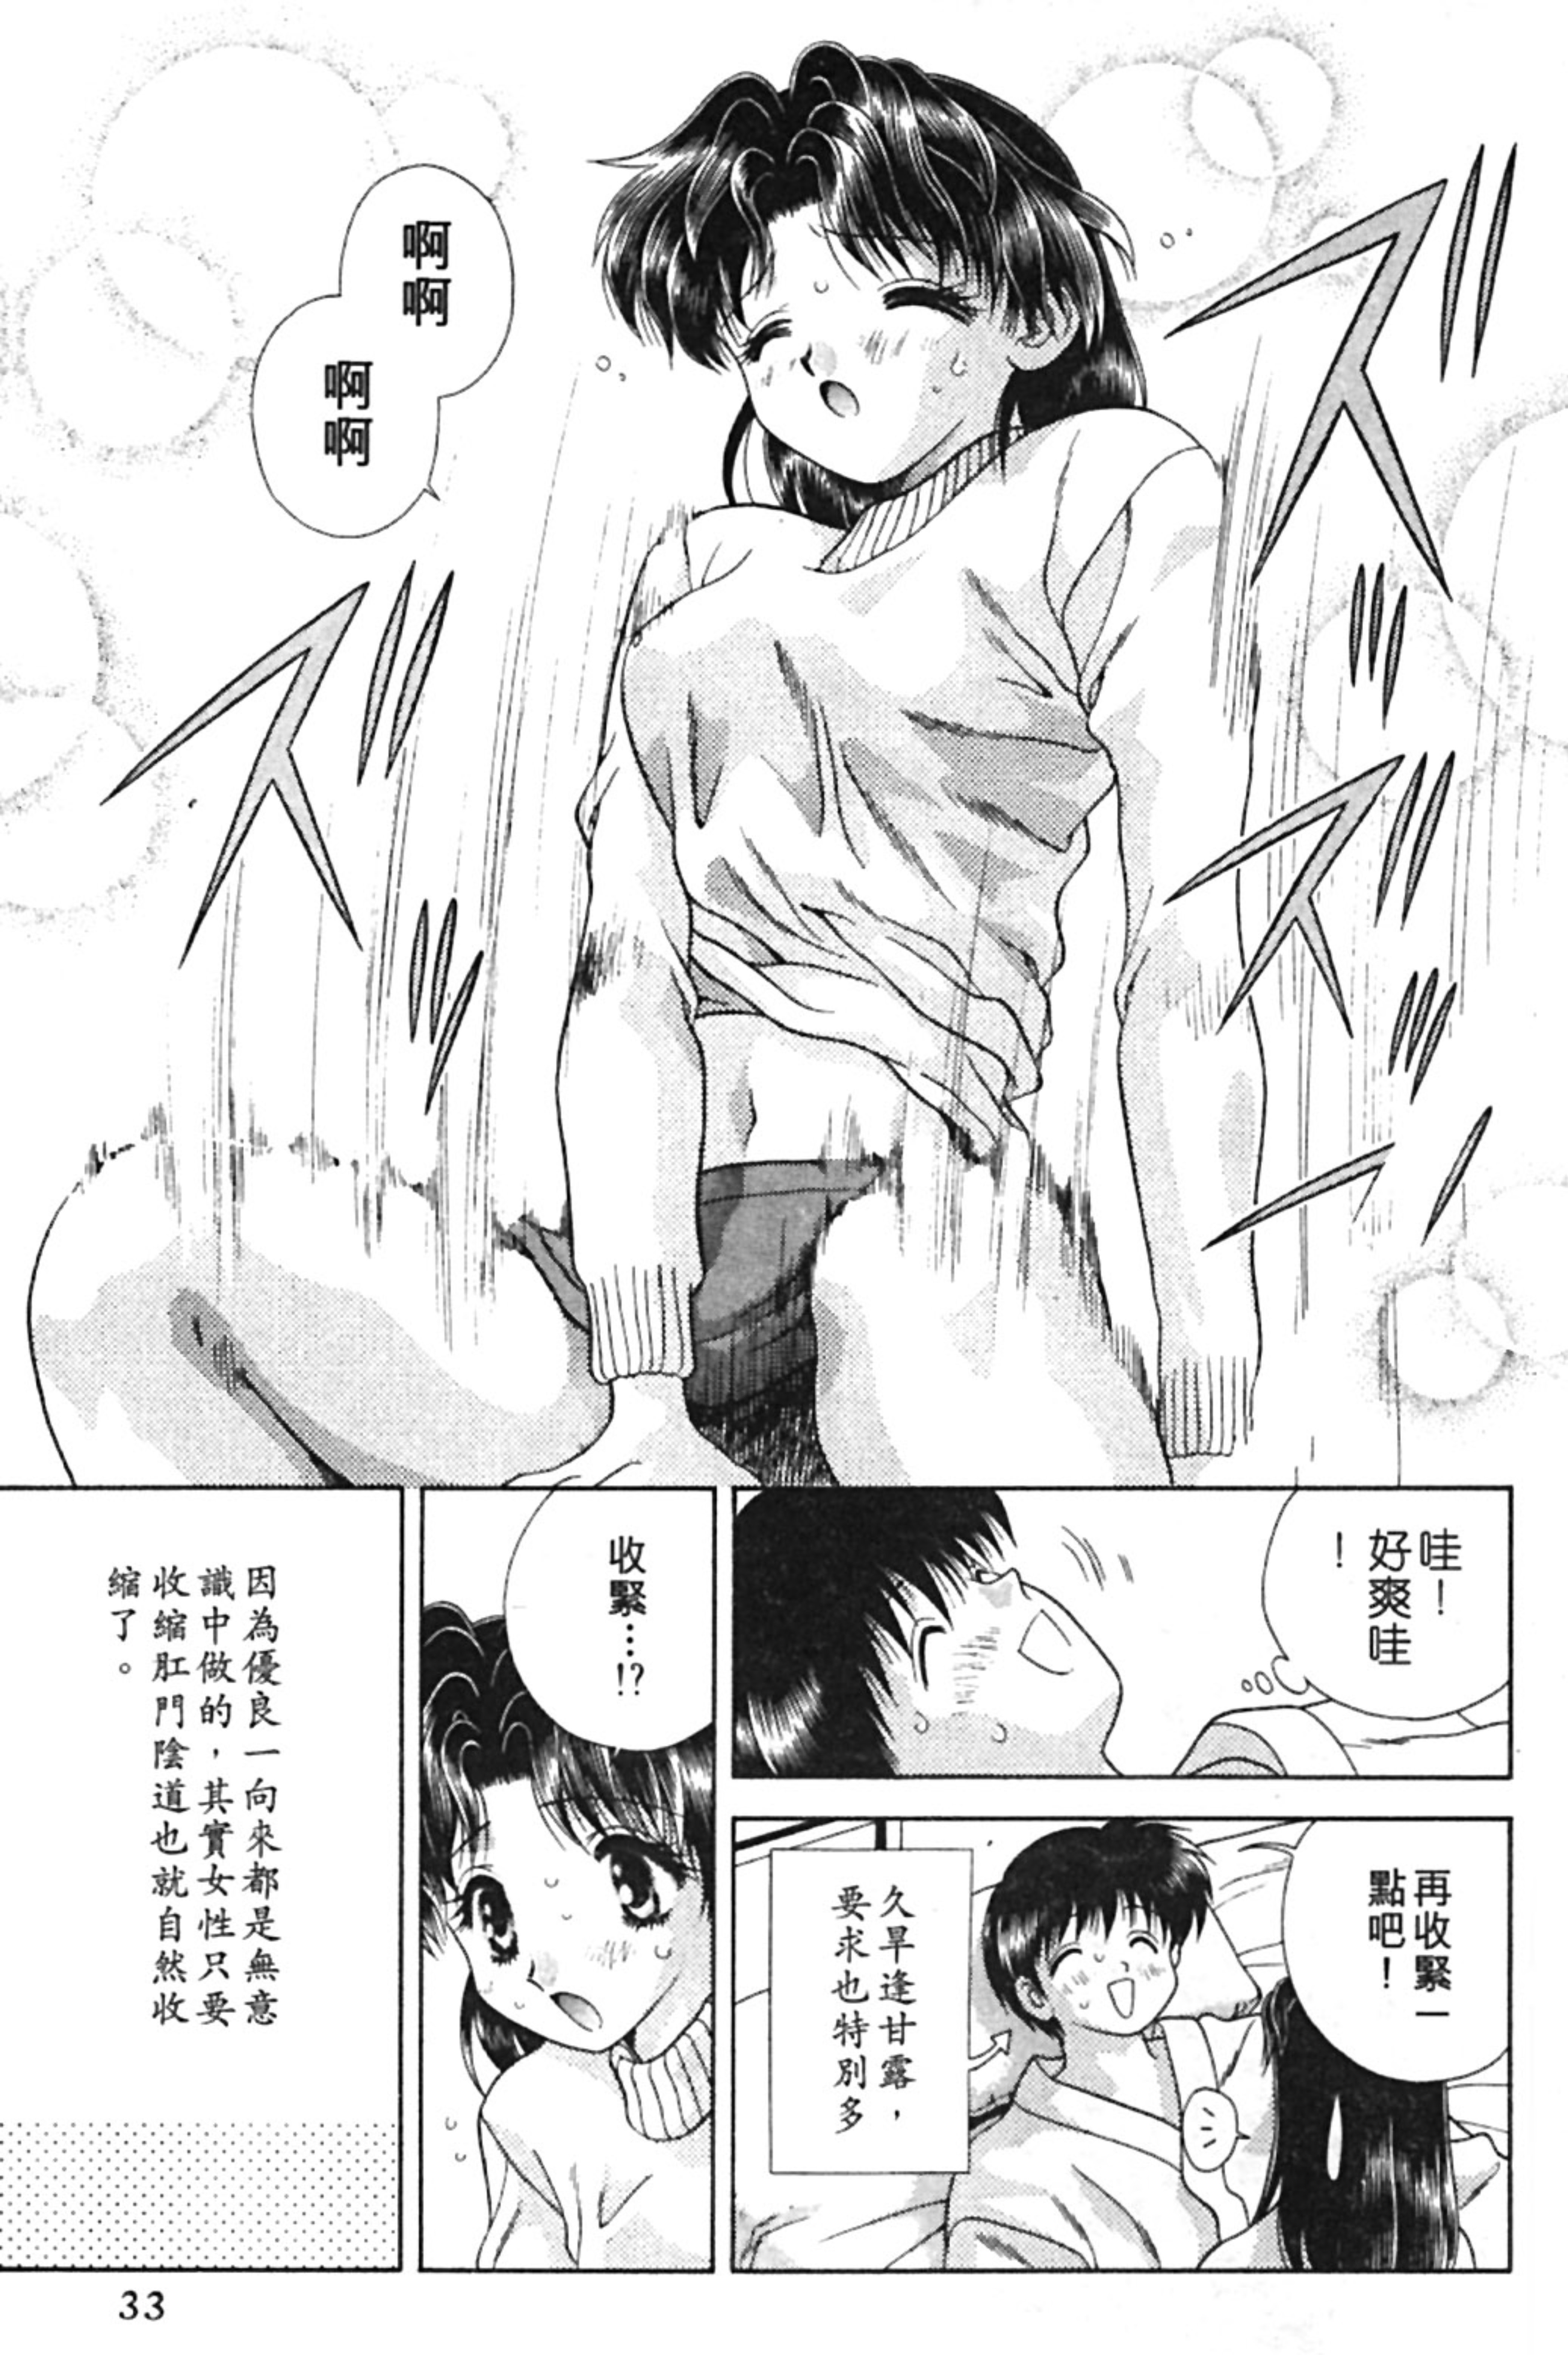 ズ
ズ
ズ
啊啊
啊啊
哇！
好爽哇
！
再收緊一
點吧！
久旱逢甘露，
要求也特別多
收緊…!?
因為優良一向來都是無意
識中做的，其實女性只要
收縮肛門陰道也就自然收
縮了。
33